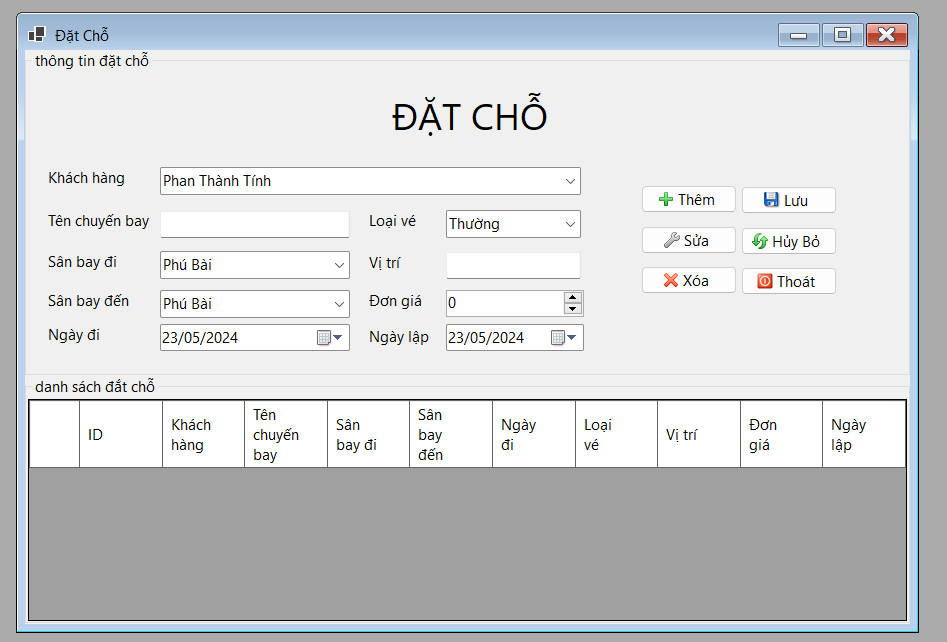 Đặt Chỗ
thông tin đặt chỗ
ĐẶT CHỖ
Khách hàng Phan Thành Tính
Tên chuyến bay Loại vé Thường
Sân bay đi Phú Bài Vị trí
Sân bay đến Phú Bài Đơn giá 0
Ngày đi 23/05/2024 Ngày lập 23/05/2024
Thêm Lưu
Sửa Hủy Bỏ
Xóa Thoát
danh sách đắt chỗ
ID
Khách
hàng
Tên
chuyến
bay
Sân
bay đi
Sân
bay
đến
Ngày
đi
Loại
vé
Vị trí
Đơn
giá
Ngày
lập